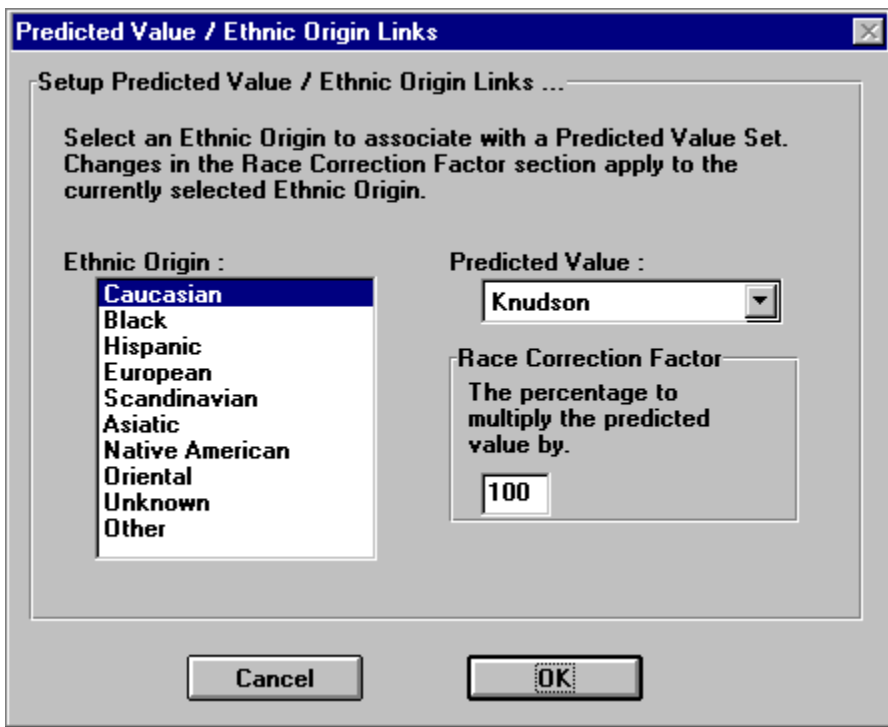 Predicted Value / Ethnic Origin Links
Setup Predicted Value / Ethnic Origin Links ...
Select an Ethnic Origin to associate with a Predicted Value Set.
Changes in the Race Correction Factor section apply to the
currently selected Ethnic Origin.
Ethnic Origin :
Caucasian
Black
Hispanic
European
Scandinavian
Asiatic
Native American
Oriental
Unknown
Other
Predicted Value :
Knudson
Race Correction Factor
The percentage to
multiply the predicted
value by.
100
Cancel
OK